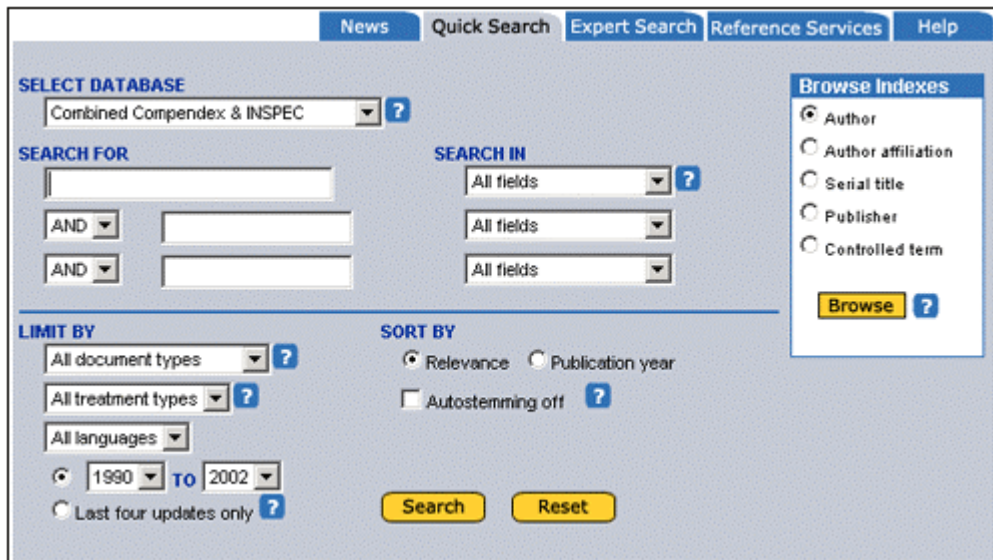 News Quick Search Expert Search Reference Services Help
SELECT DATABASE
Combined Compendex & INSPEC ?
SEARCH FOR SEARCH IN
All fields ?
AND All fields
AND All fields
LIMIT BY
All document types ?
All treatment types ?
All languages
1990 TO 2002
Last four updates only ?
SORT BY
Relevance Publication year
Autostemming off ?
Search Reset
Browse Indexes
Author
Author affiliation
Serial title
Publisher
Controlled term
Browse ?